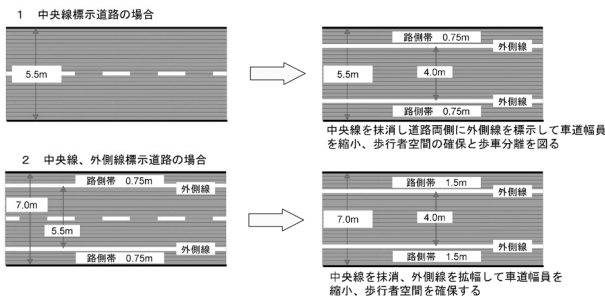 1 中央線標示道路の場合
5.5m
路側帯 0.75m
外側線
5.5m
4.0m
外側線
路側帯 0.75m
中央線を抹消し道路両側に外側線を標示して車道幅員
を縮小、歩行者空間の確保と歩車分離を図る
2 中央線、外側線標示道路の場合
路側帯 0.75m
外側線
7.0m
5.5m
外側線
路側帯 0.75m
路側帯 1.5m
外側線
7.0m
4.0m
外側線
路側帯 1.5m
中央線を抹消、外側線を拡幅して車道幅員を
縮小、歩行者空間を確保する